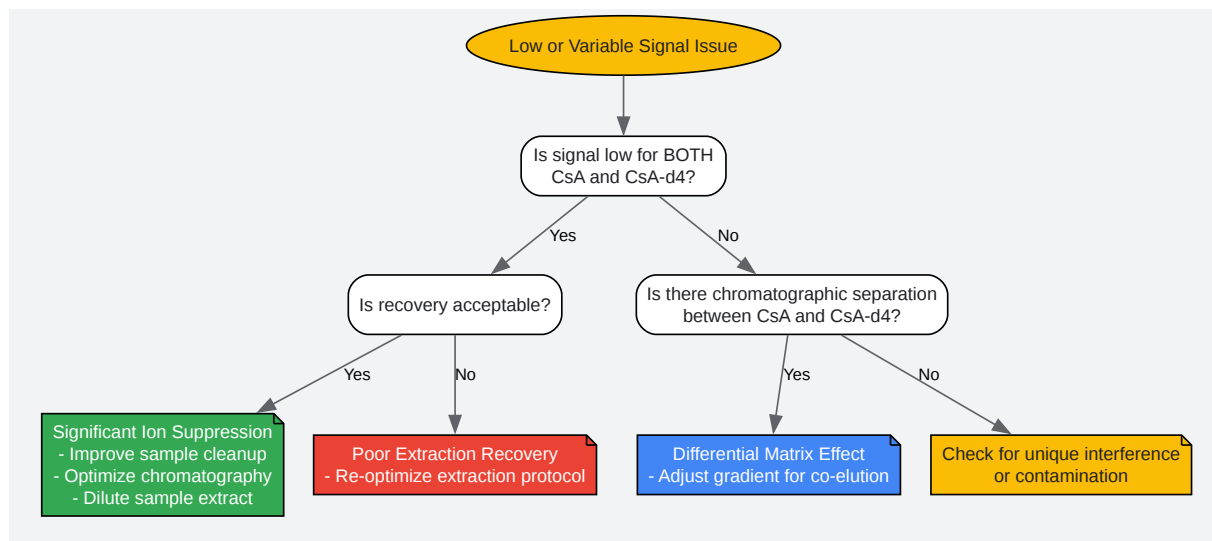 Low or Variable Signal Issue
Is signal low for BOTH
CsA and CsA-d4?
Yes
No
Is recovery acceptable?
Is there chromatographic separation
between CsA and CsA-d4?
Yes
No
Yes
No
Significant Ion Suppression
- Improve sample cleanup
- Optimize chromatography
- Dilute sample extract
Poor Extraction Recovery
- Re-optimize extraction protocol
Differential Matrix Effect
- Adjust gradient for co-elution
Check for unique interference
or contamination